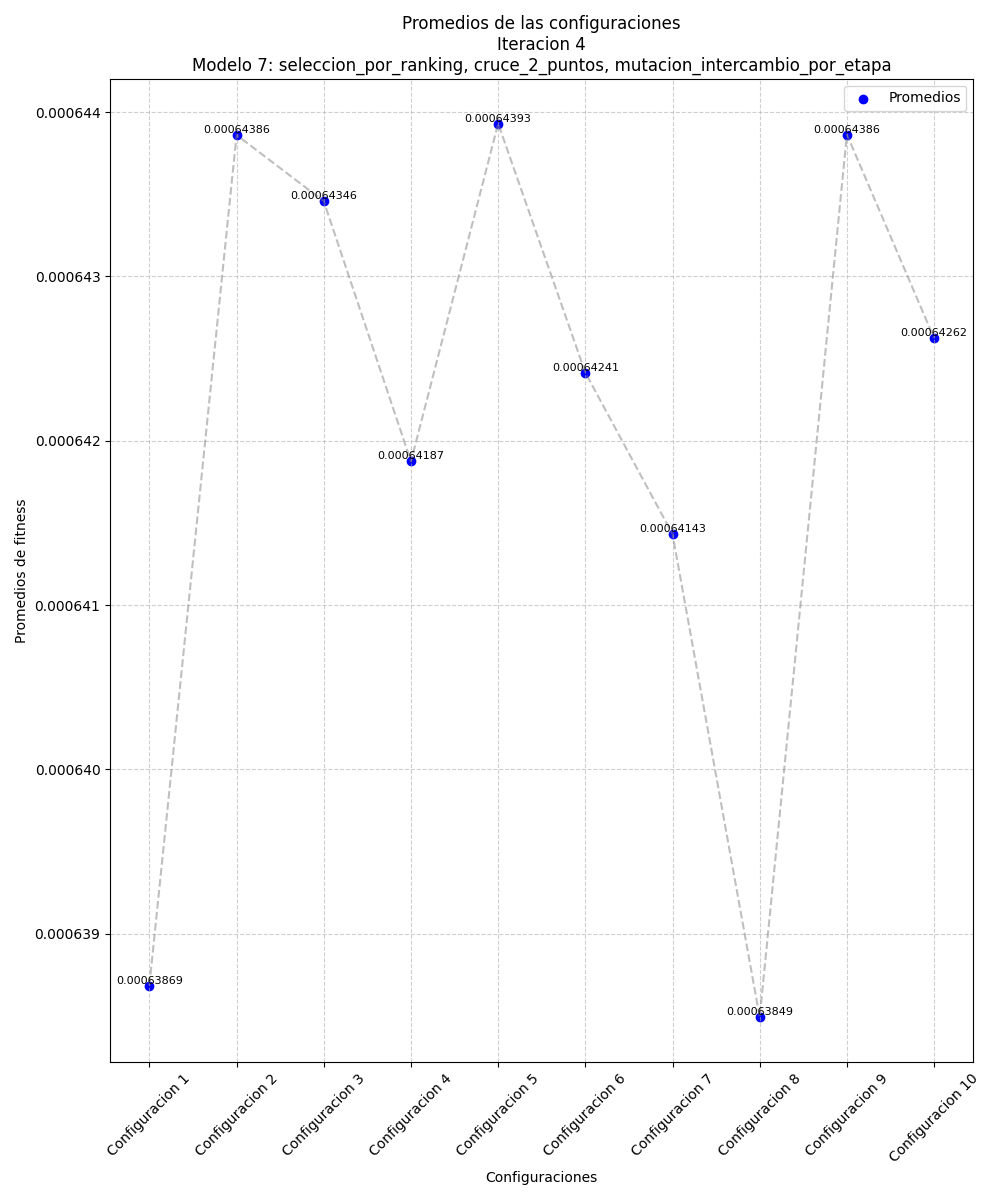 Promedios de las configuraciones
Iteracion 4
Modelo 7: seleccion_por_ranking, cruce_2_puntos, mutacion_intercambio_por_etapa
Promedios
0.000644
0.000643
0.000642
0.000641
0.000640
0.000639
Promedios de fitness
0.00063869
0.00064386
0.00064346
0.00064187
0.00064393
0.00064241
0.00064143
0.00063849
0.00064386
0.00064262
Configuracion 1
Configuracion 2
Configuracion 3
Configuracion 4
Configuracion 5
Configuracion 6
Configuracion 7
Configuracion 8
Configuracion 9
Configuracion 10
Configuraciones